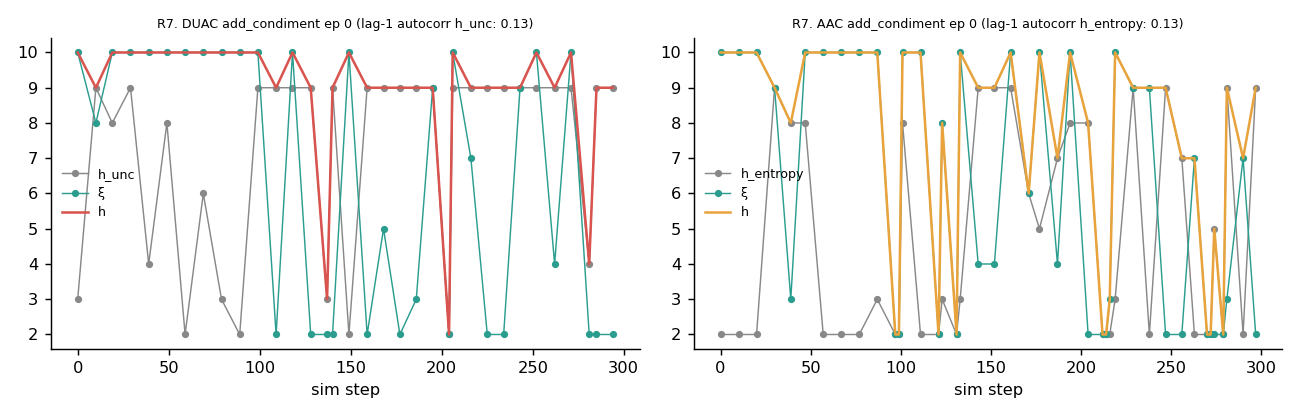 R7. DUAC add_condiment ep 0 (lag-1 autocorr h_unc: 0.13)
10
9
8
7
6
5
4
3
2
h_unc
ξ
h
0 50 100 150 200 250 300
sim step
R7. AAC add_condiment ep 0 (lag-1 autocorr h_entropy: 0.13)
10
9
8
7
6
5
4
3
2
h_entropy
ξ
h
0 50 100 150 200 250 300
sim step